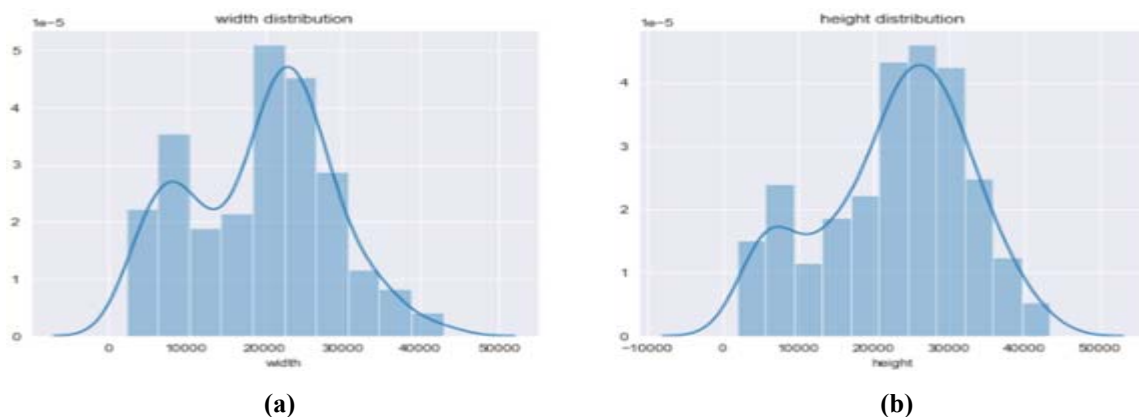 width distribution
1e−5
5
4
3
2
1
0
0 10000 20000 30000 40000 50000
width
(a)
height distribution
1e−5
4
3
2
1
0
−10000 0 10000 20000 30000 40000 50000
height
(b)